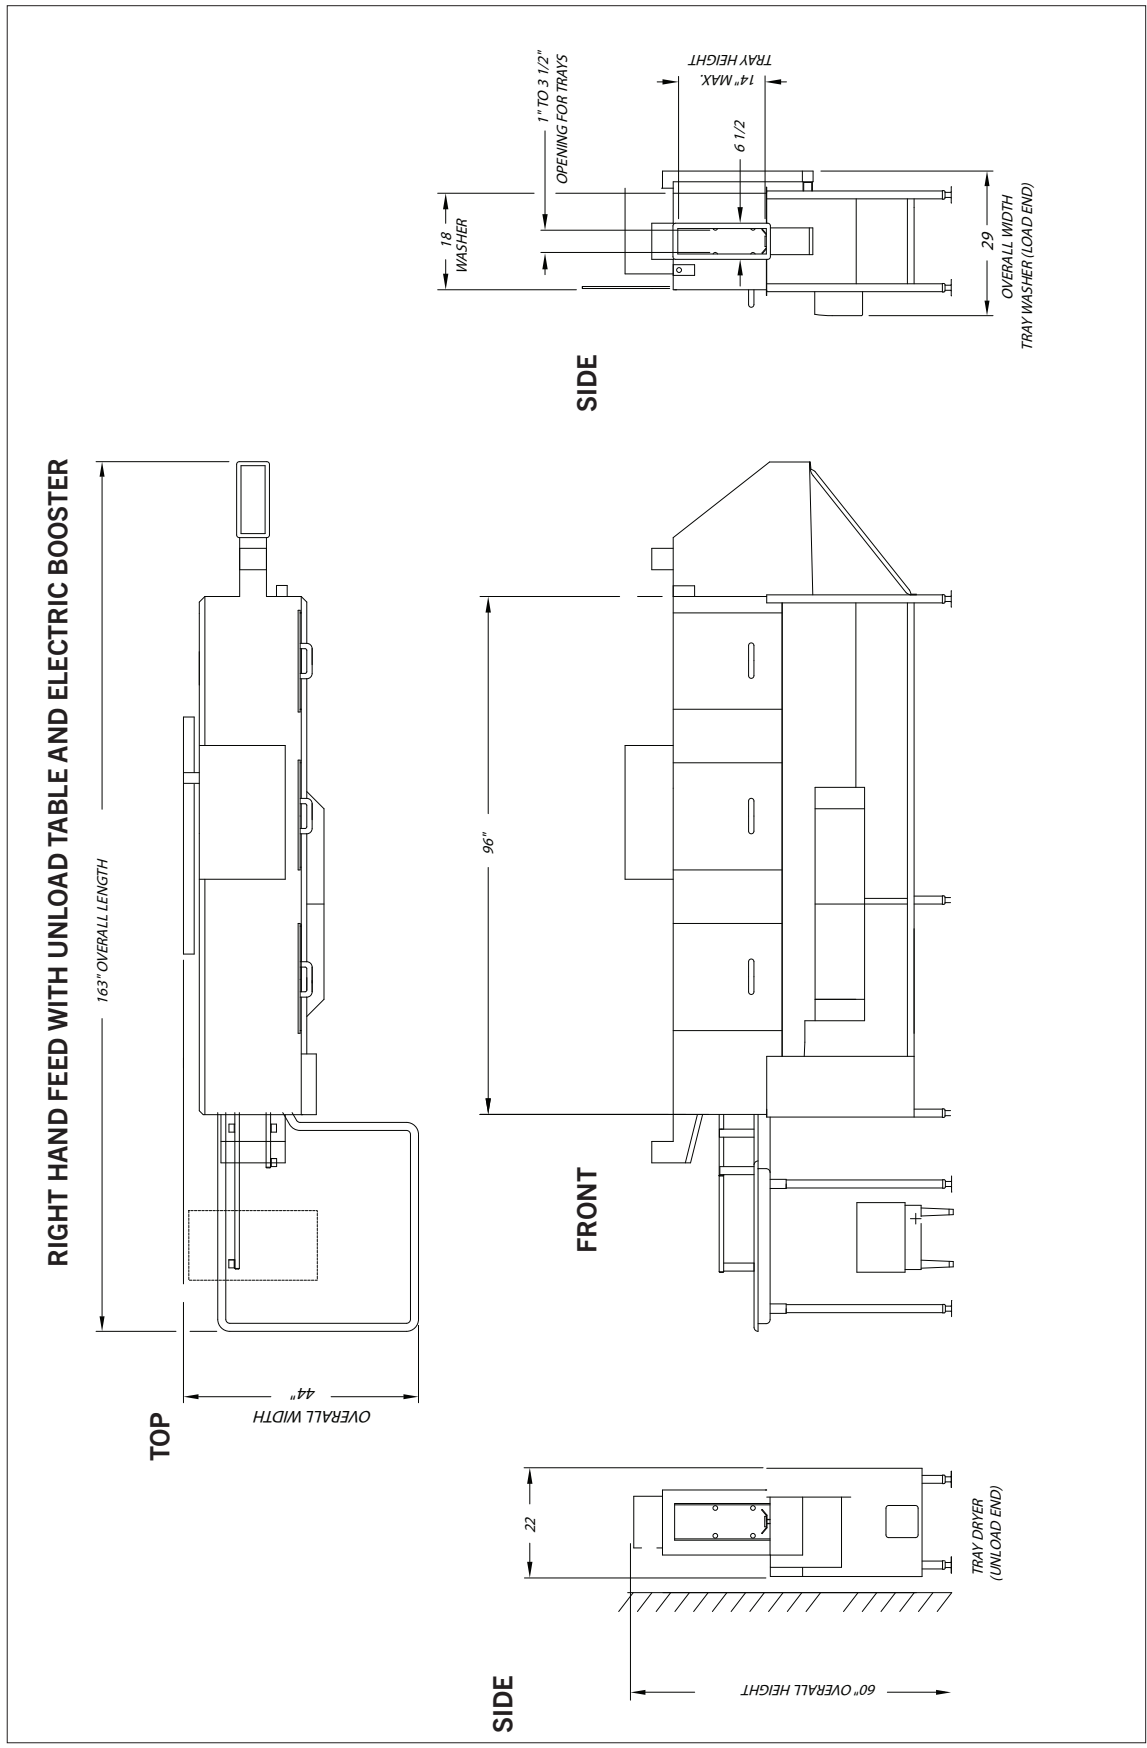 RIGHT HAND FEED WITH UNLOAD TABLE AND ELECTRIC BOOSTER
TOP
163" OVERALL LENGTH
OVERALL WIDTH
44"
FRONT
96"
SIDE
22
60" OVERALL HEIGHT
TRAY DRYER
(UNLOAD END)
SIDE
18
WASHER
1" TO 3 1/2"
OPENING FOR TRAYS
14" MAX.
TRAY HEIGHT
6 1/2
29
OVERALL WIDTH
TRAY WASHER (LOAD END)